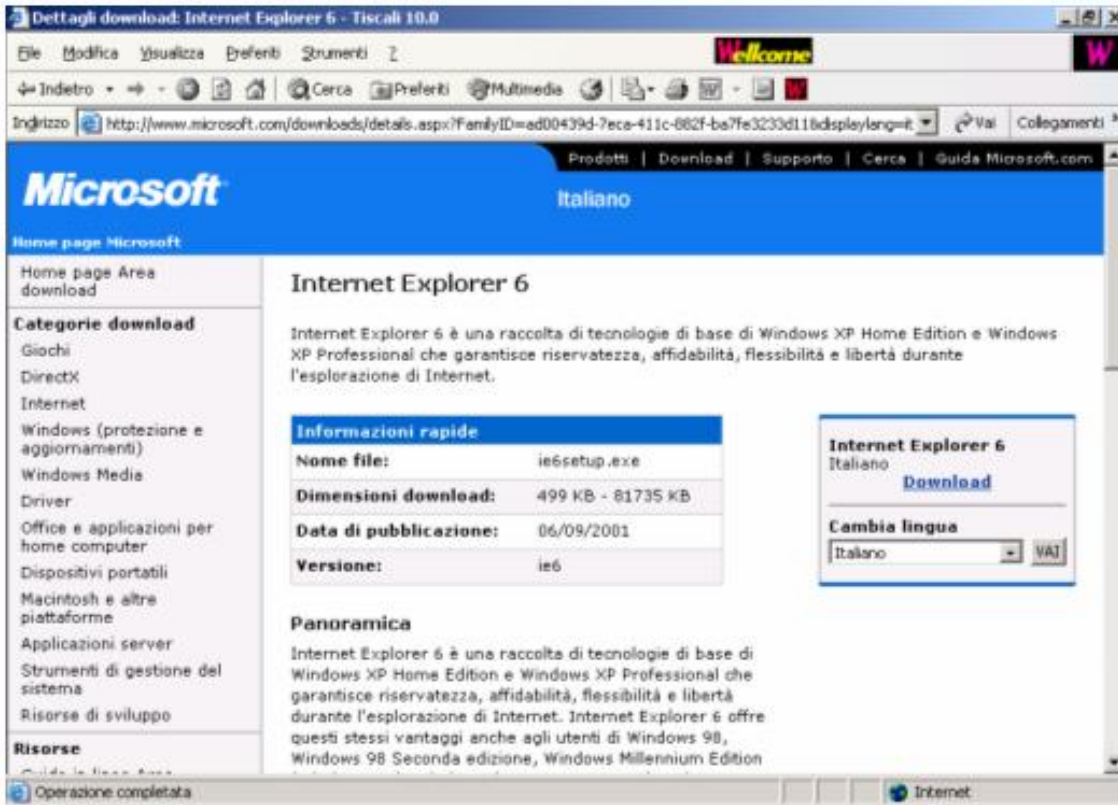 Dettagli download: Internet Explorer 6 - Tiscali 10.0
File Modifica Visualizza Preferiti Strumenti ?
Wellcome
W
Indietro
Cerca Preferiti Multimedia
Indirizzo http://www.microsoft.com/downloads/details.aspx?FamilyID=ad00439d-7eca-411c-882f-ba7fe3233d11&displaylang=it Vai Collegamenti
Prodotti | Download | Supporto | Cerca | Guida Microsoft.com
Microsoft
Italiano
Home page Microsoft
Home page Area
download
Categorie download
Giochi
DirectX
Internet
Windows (protezione e
aggiornamenti)
Windows Media
Driver
Office e applicazioni per
home computer
Dispositivi portatili
Macintosh e altre
piattaforme
Applicazioni server
Strumenti di gestione del
sistema
Risorse di sviluppo
Risorse
Internet Explorer 6
Internet Explorer 6 è una raccolta di tecnologie di base di Windows XP Home Edition e Windows
XP Professional che garantisce riservatezza, affidabilità, flessibilità e libertà durante
l'esplorazione di Internet.
Informazioni rapide
Nome file: ie6setup.exe
Dimensioni download: 499 KB - 81735 KB
Data di pubblicazione: 06/09/2001
Versione: ie6
Internet Explorer 6
Italiano
Download
Cambia lingua
Italiano VAI
Panoramica
Internet Explorer 6 è una raccolta di tecnologie di base di
Windows XP Home Edition e Windows XP Professional che
garantisce riservatezza, affidabilità, flessibilità e libertà
durante l'esplorazione di Internet. Internet Explorer 6 offre
questi stessi vantaggi anche agli utenti di Windows 98,
Windows 98 Seconda edizione, Windows Millennium Edition
Operazione completata
Internet